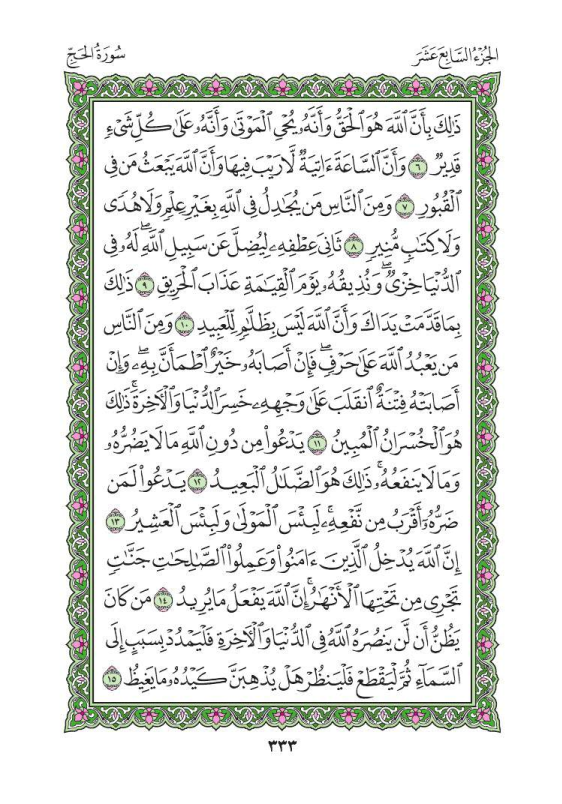 الجُزْءُ السَّابِعَ عَشَرَ
سُورَةُ الحَجِّ
ذَٰلِكَ بِأَنَّ ٱللَّهَ هُوَ ٱلْحَقُّ وَأَنَّهُۥ يُحْىِ ٱلْمَوْتَىٰ وَأَنَّهُۥ عَلَىٰ كُلِّ شَىْءٍ
قَدِيرٌ ٦ وَأَنَّ ٱلسَّاعَةَ ءَاتِيَةٌ لَّا رَيْبَ فِيهَا وَأَنَّ ٱللَّهَ يَبْعَثُ مَن فِى
ٱلْقُبُورِ ٧ وَمِنَ ٱلنَّاسِ مَن يُجَٰدِلُ فِى ٱللَّهِ بِغَيْرِ عِلْمٍ وَلَا هُدًى
وَلَا كِتَٰبٍ مُّنِيرٍ ٨ ثَانِىَ عِطْفِهِۦ لِيُضِلَّ عَن سَبِيلِ ٱللَّهِۖ لَهُۥ فِى
ٱلدُّنْيَا خِزْىٌۖ وَنُذِيقُهُۥ يَوْمَ ٱلْقِيَٰمَةِ عَذَابَ ٱلْحَرِيقِ ٩ ذَٰلِكَ
بِمَا قَدَّمَتْ يَدَاكَ وَأَنَّ ٱللَّهَ لَيْسَ بِظَلَّٰمٍ لِّلْعَبِيدِ ١٠ وَمِنَ ٱلنَّاسِ
مَن يَعْبُدُ ٱللَّهَ عَلَىٰ حَرْفٍۖ فَإِنْ أَصَابَهُۥ خَيْرٌ ٱطْمَأَنَّ بِهِۦۖ وَإِنْ
أَصَابَتْهُ فِتْنَةٌ ٱنقَلَبَ عَلَىٰ وَجْهِهِۦ خَسِرَ ٱلدُّنْيَا وَٱلْءَاخِرَةَۚ ذَٰلِكَ
هُوَ ٱلْخُسْرَانُ ٱلْمُبِينُ ١١ يَدْعُوا۟ مِن دُونِ ٱللَّهِ مَا لَا يَضُرُّهُۥ
وَمَا لَا يَنفَعُهُۥۚ ذَٰلِكَ هُوَ ٱلضَّلَٰلُ ٱلْبَعِيدُ ١٢ يَدْعُوا۟ لَمَن
ضَرُّهُۥٓ أَقْرَبُ مِن نَّفْعِهِۦۚ لَبِئْسَ ٱلْمَوْلَىٰ وَلَبِئْسَ ٱلْعَشِيرُ ١٣
إِنَّ ٱللَّهَ يُدْخِلُ ٱلَّذِينَ ءَامَنُوا۟ وَعَمِلُوا۟ ٱلصَّٰلِحَٰتِ جَنَّٰتٍ
تَجْرِى مِن تَحْتِهَا ٱلْأَنْهَٰرُۚ إِنَّ ٱللَّهَ يَفْعَلُ مَا يُرِيدُ ١٤ مَن كَانَ
يَظُنُّ أَن لَّن يَنصُرَهُ ٱللَّهُ فِى ٱلدُّنْيَا وَٱلْءَاخِرَةِ فَلْيَمْدُدْ بِسَبَبٍ إِلَى
ٱلسَّمَآءِ ثُمَّ لْيَقْطَعْ فَلْيَنظُرْ هَلْ يُذْهِبَنَّ كَيْدُهُۥ مَا يَغِيظُ ١٥
٣٣٣